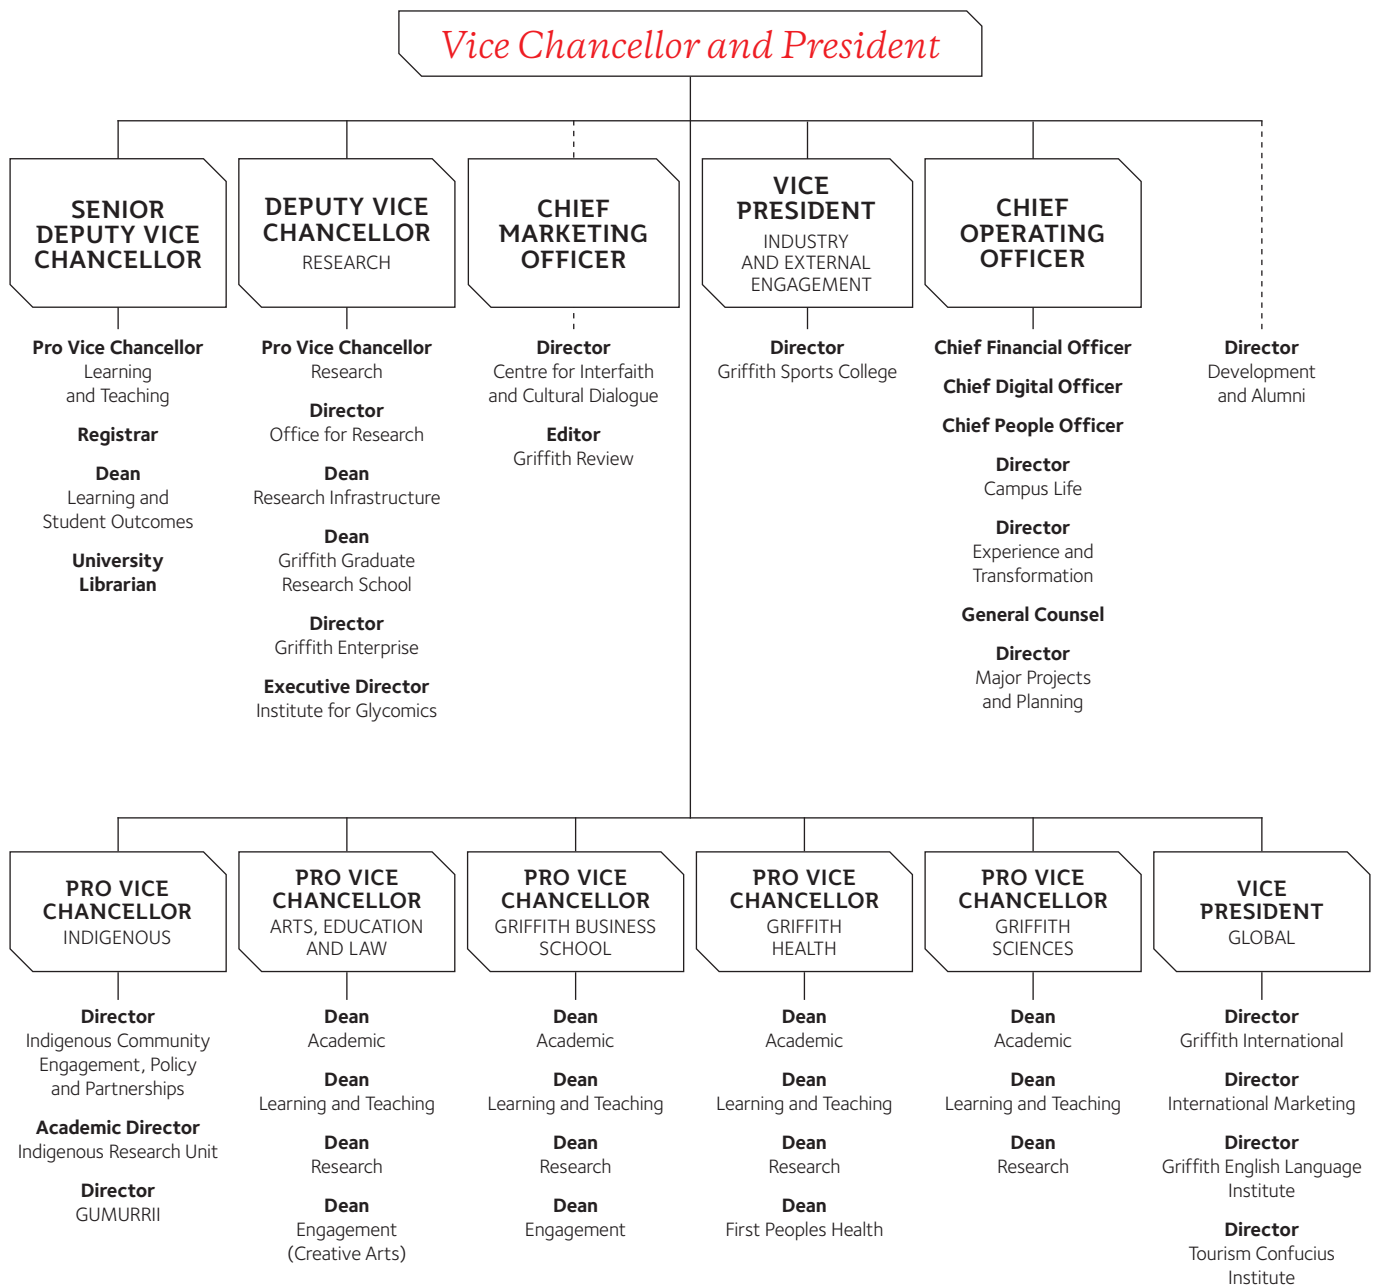 Vice Chancellor and President
SENIOR
DEPUTY VICE
CHANCELLOR
Pro Vice Chancellor
Learning
and Teaching
Registrar
Dean
Learning and
Student Outcomes
University
Librarian
DEPUTY VICE
CHANCELLOR
RESEARCH
Pro Vice Chancellor
Research
Director
Office for Research
Dean
Research Infrastructure
Dean
Griffith Graduate
Research School
Director
Griffith Enterprise
Executive Director
Institute for Glycomics
CHIEF
MARKETING
OFFICER
Director
Centre for Interfaith
and Cultural Dialogue
Editor
Griffith Review
VICE
PRESIDENT
INDUSTRY
AND EXTERNAL
ENGAGEMENT
Director
Griffith Sports College
CHIEF
OPERATING
OFFICER
Chief Financial Officer
Chief Digital Officer
Chief People Officer
Director
Campus Life
Director
Experience and
Transformation
General Counsel
Director
Major Projects
and Planning
Director
Development
and Alumni
PRO VICE
CHANCELLOR
INDIGENOUS
Director
Indigenous Community
Engagement, Policy
and Partnerships
Academic Director
Indigenous Research Unit
Director
GUMURRII
PRO VICE
CHANCELLOR
ARTS, EDUCATION
AND LAW
Dean
Academic
Dean
Learning and Teaching
Dean
Research
Dean
Engagement
(Creative Arts)
PRO VICE
CHANCELLOR
GRIFFITH BUSINESS
SCHOOL
Dean
Academic
Dean
Learning and Teaching
Dean
Research
Dean
Engagement
PRO VICE
CHANCELLOR
GRIFFITH
HEALTH
Dean
Academic
Dean
Learning and Teaching
Dean
Research
Dean
First Peoples Health
PRO VICE
CHANCELLOR
GRIFFITH
SCIENCES
Dean
Academic
Dean
Learning and Teaching
Dean
Research
VICE
PRESIDENT
GLOBAL
Director
Griffith International
Director
International Marketing
Director
Griffith English Language
Institute
Director
Tourism Confucius
Institute